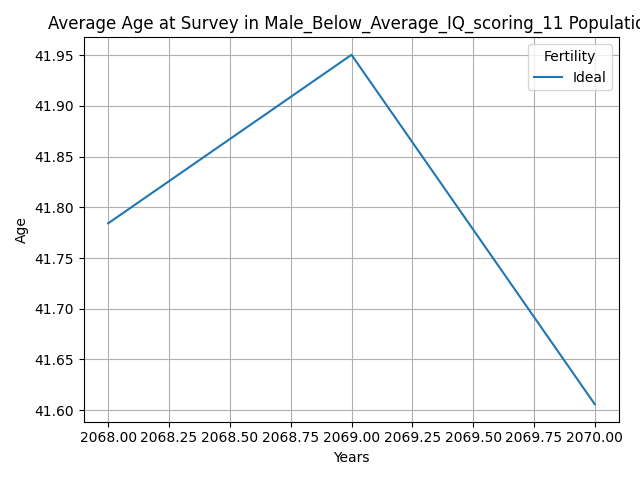 Average Age at Survey in Male_Below_Average_IQ_scoring_11 Populatio
Fertility
Ideal
41.95
41.90
41.85
41.80
41.75
41.70
41.65
41.60
Age
2068.00 2068.25 2068.50 2068.75 2069.00 2069.25 2069.50 2069.75 2070.00
Years